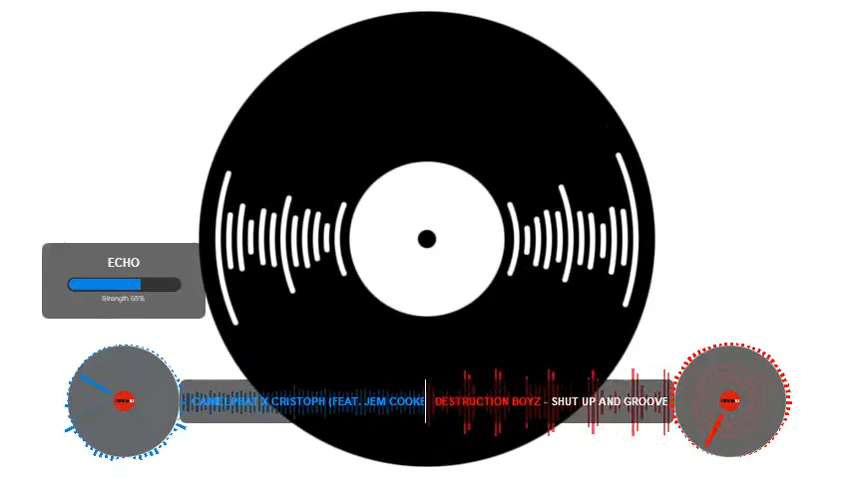 ECHO
Strength 65%
CAMELPHAT X CRISTOPH (FEAT. JEM COOKE
DESTRUCTION BOYZ - SHUT UP AND GROOVE